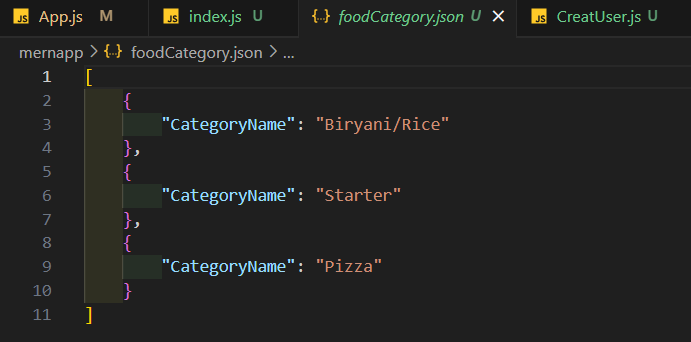 JS App.js M JS index.js U {..} foodCategory.json U × JS CreatUser.js U
mernapp > {..} foodCategory.json > ...
1 [
2 {
3 "CategoryName": "Biryani/Rice"
4 },
5 {
6 "CategoryName": "Starter"
7 },
8 {
9 "CategoryName": "Pizza"
10 }
11 ]